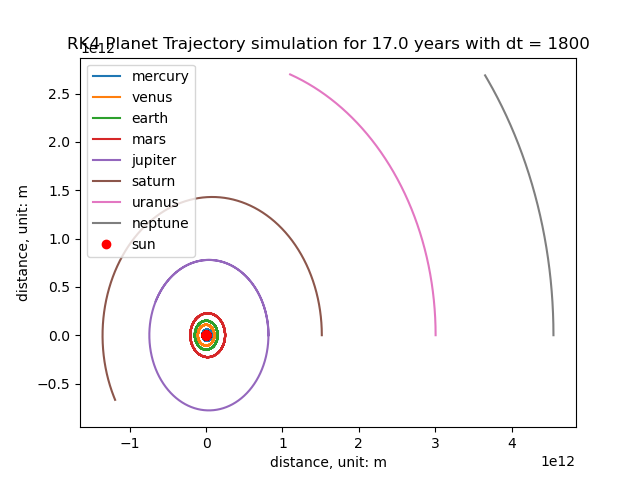 RK4 Planet Trajectory simulation for 17.0 years with dt = 1800
1e12
mercury
venus
earth
mars
jupiter
saturn
uranus
neptune
sun
2.5
2.0
1.5
1.0
0.5
0.0
−0.5
distance, unit: m
−1
0
1
2
3
4
distance, unit: m
1e12